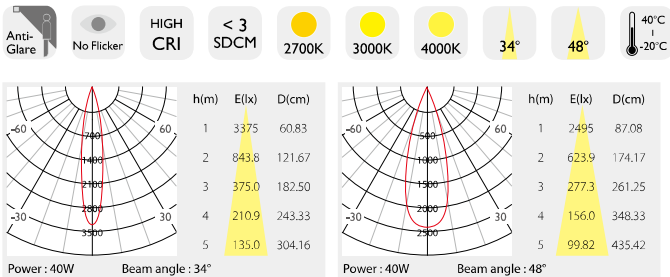 Anti-
Glare
No Flicker
HIGH
CRI
< 3
SDCM
2700K
3000K
4000K
34°
48°
40°C
-20°C
h(m) E(lx) D(cm)
1 3375 60.83
2 843.8 121.67
3 375.0 182.50
4 210.9 243.33
5 135.0 304.16
-60 60
-30 30
700
1400
2100
2800
3500
Power : 40W Beam angle : 34°
h(m) E(lx) D(cm)
1 2495 87.08
2 623.9 174.17
3 277.3 261.25
4 156.0 348.33
5 99.82 435.42
-60 60
-30 30
500
1000
1500
2000
2500
Power : 40W Beam angle : 48°